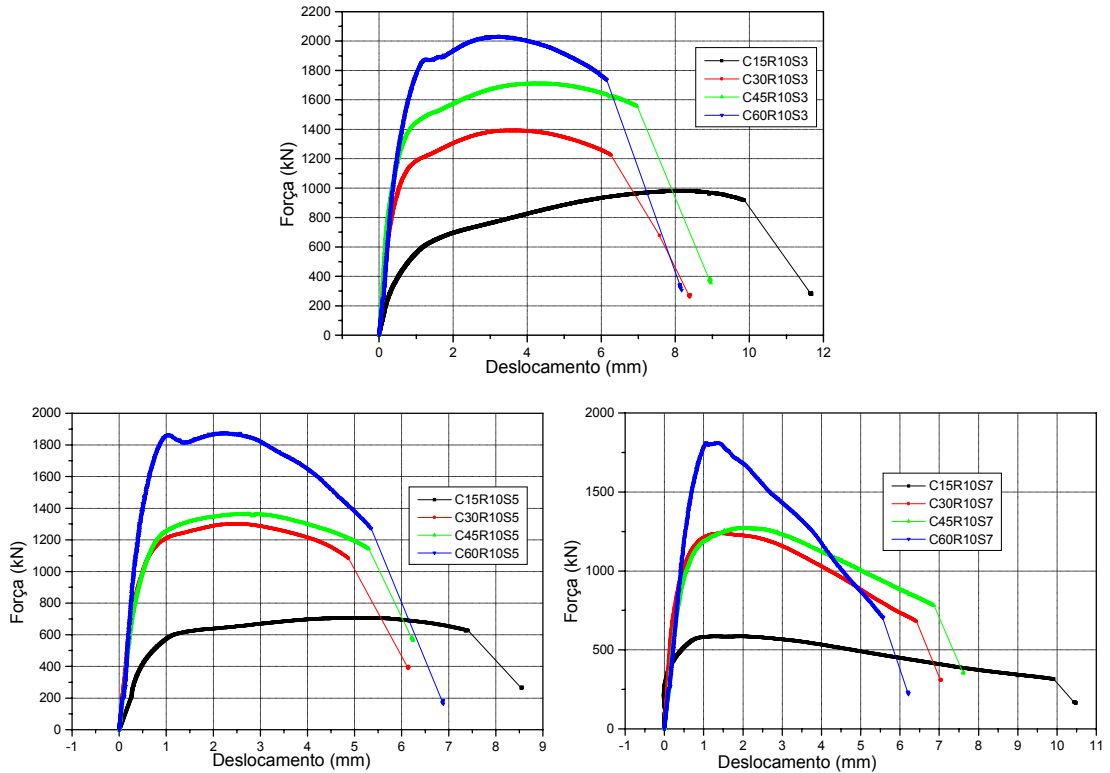 2200
2000
1800
1600
1400
1200
1000
800
600
400
200
0
Força (kN)
0 2 4 6 8 10 12
Deslocamento (mm)
C15R10S3
C30R10S3
C45R10S3
C60R10S3
2000
1800
1600
1400
1200
1000
800
600
400
200
0
Força (kN)
-1 0 1 2 3 4 5 6 7 8 9
Deslocamento (mm)
C15R10S5
C30R10S5
C45R10S5
C60R10S5
2000
1500
1000
500
0
Força (kN)
-1 0 1 2 3 4 5 6 7 8 9 10 11
Deslocamento (mm)
C15R10S7
C30R10S7
C45R10S7
C60R10S7